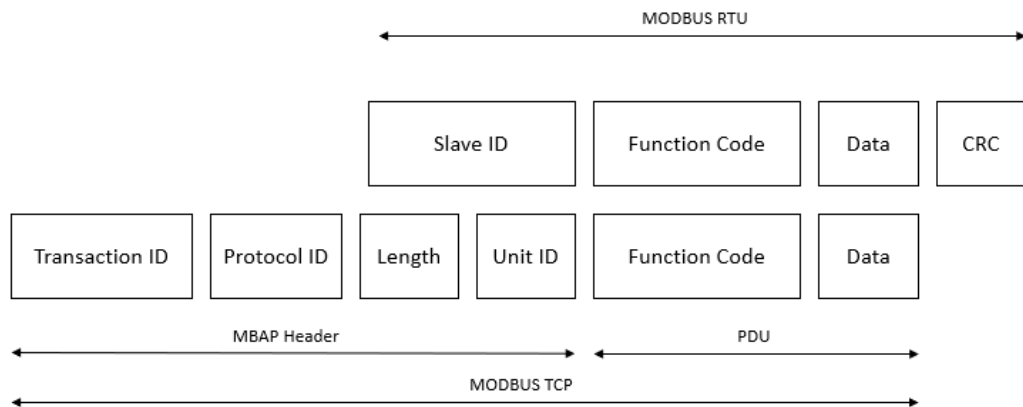 MODBUS RTU
Slave ID Function Code Data CRC
Transaction ID Protocol ID Length Unit ID Function Code Data
MBAP Header PDU
MODBUS TCP